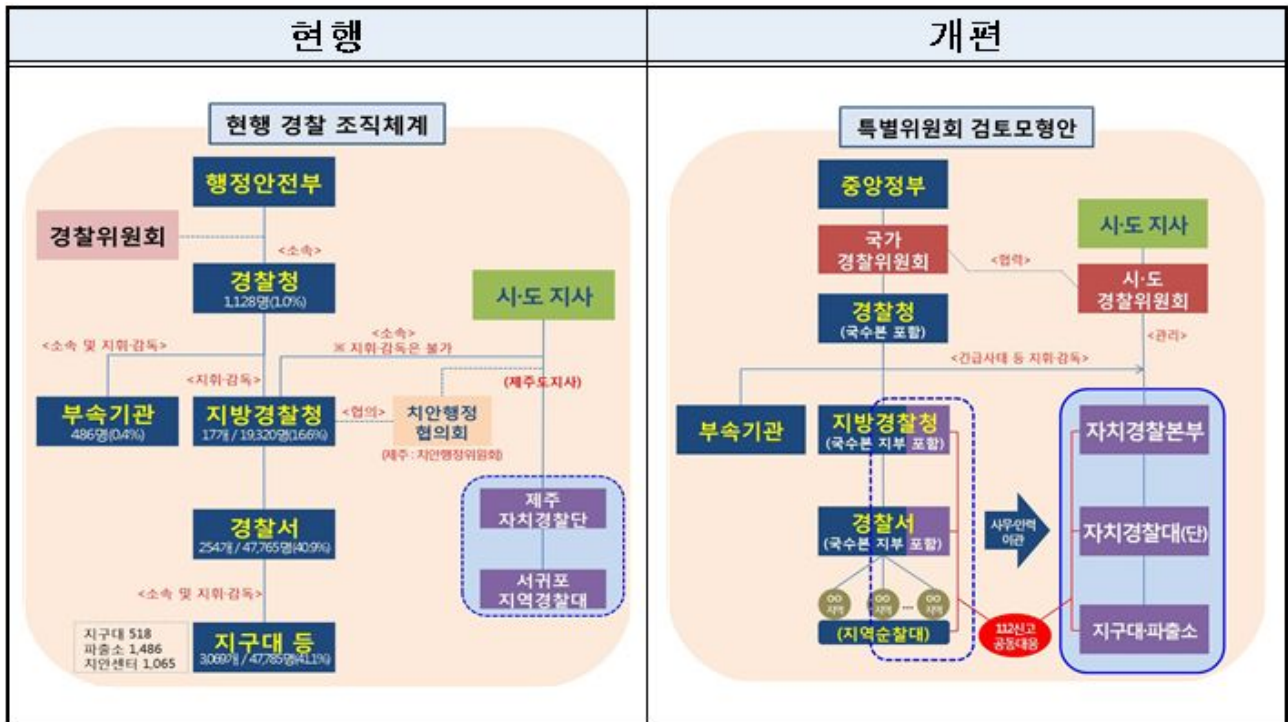 현행
개편
현행 경찰 조직체계
행정안전부
경찰위원회
<소속>
경찰청
1,128명(1.0%)
시·도 지사
<소속>
※ 지휘·감독은 불가
<소속 및 지휘·감독>
<지휘·감독>
(제주도지사)
부속기관
486명(0.4%)
지방경찰청
17개 / 19,320명(16.6%)
<협의>
치안행정
협의회
(제주 : 치안행정위원회)
제주
자치경찰단
경찰서
254개 / 47,765명(40.9%)
서귀포
지역경찰대
<소속 및 지휘·감독>
지구대 518
파출소 1,486
치안센터 1,065
지구대 등
3,069개 / 47,785명(41.1%)
특별위원회 검토모형안
중앙정부
시·도 지사
국가
경찰위원회
<협력>
시·도
경찰위원회
경찰청
(국수본 포함)
<관리>
<긴급사태 등 지휘·감독>
부속기관
지방경찰청
(국수본 지부 포함)
자치경찰본부
경찰서
(국수본 지부 포함)
사무·인력
이관
자치경찰대(단)
∞
지역
∞
지역
...
∞
지역
(지역순찰대)
112신고
공동대응
지구대·파출소